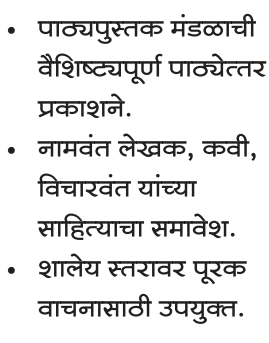 • पाठ्यपुस्तक मंडळाची
वैशिष्ट्यपूर्ण पाठ्येत्तर
प्रकाशने.
• नामवंत लेखक, कवी,
विचारवंत यांच्या
साहित्याचा समावेश.
• शालेय स्तरावर पूरक
वाचनासाठी उपयुक्त.